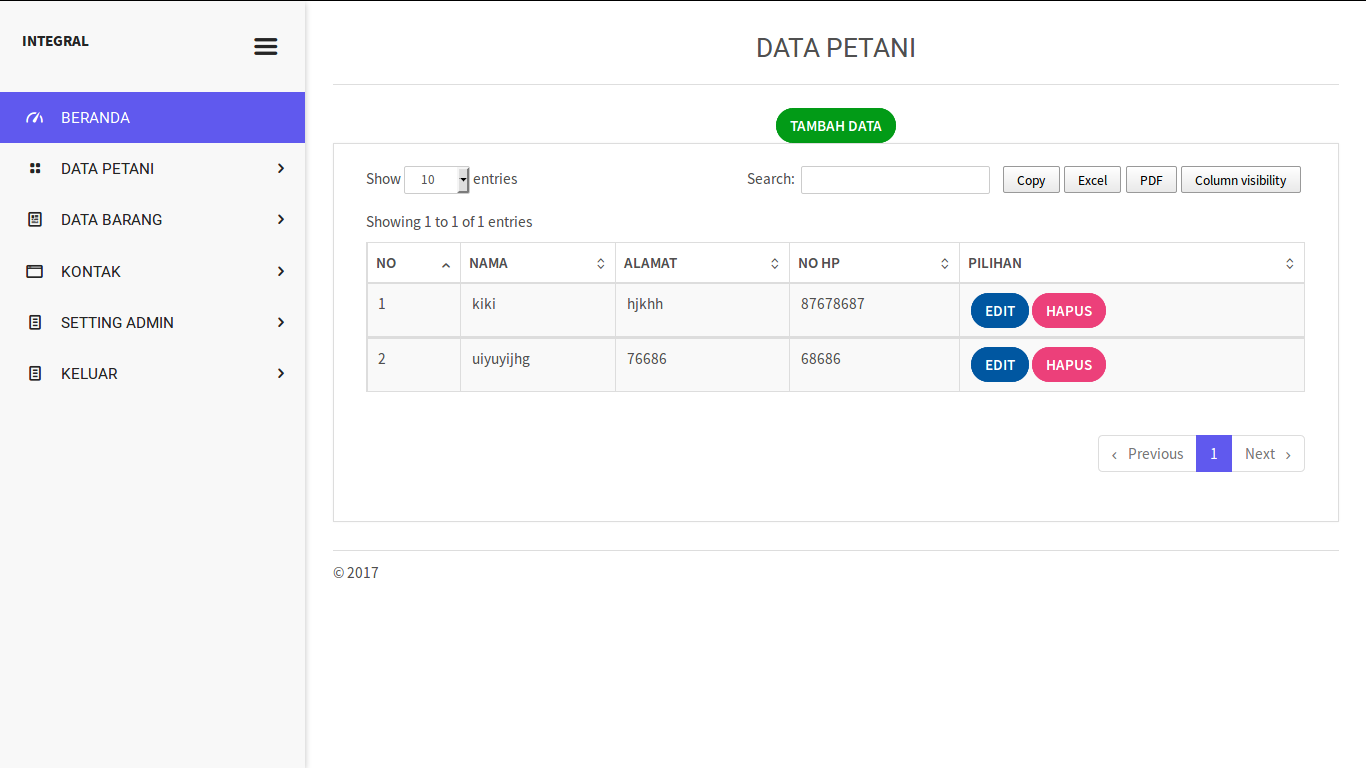 INTEGRAL
BERANDA
DATA PETANI
DATA BARANG
KONTAK
SETTING ADMIN
KELUAR
DATA PETANI
TAMBAH DATA
Show 10 entries Search: Copy Excel PDF Column visibility
Showing 1 to 1 of 1 entries
NO NAMA ALAMAT NO HP PILIHAN
1 kiki hjkhh 87678687 EDIT HAPUS
2 uiyuyijhg 76686 68686 EDIT HAPUS
‹ Previous 1 Next ›
© 2017